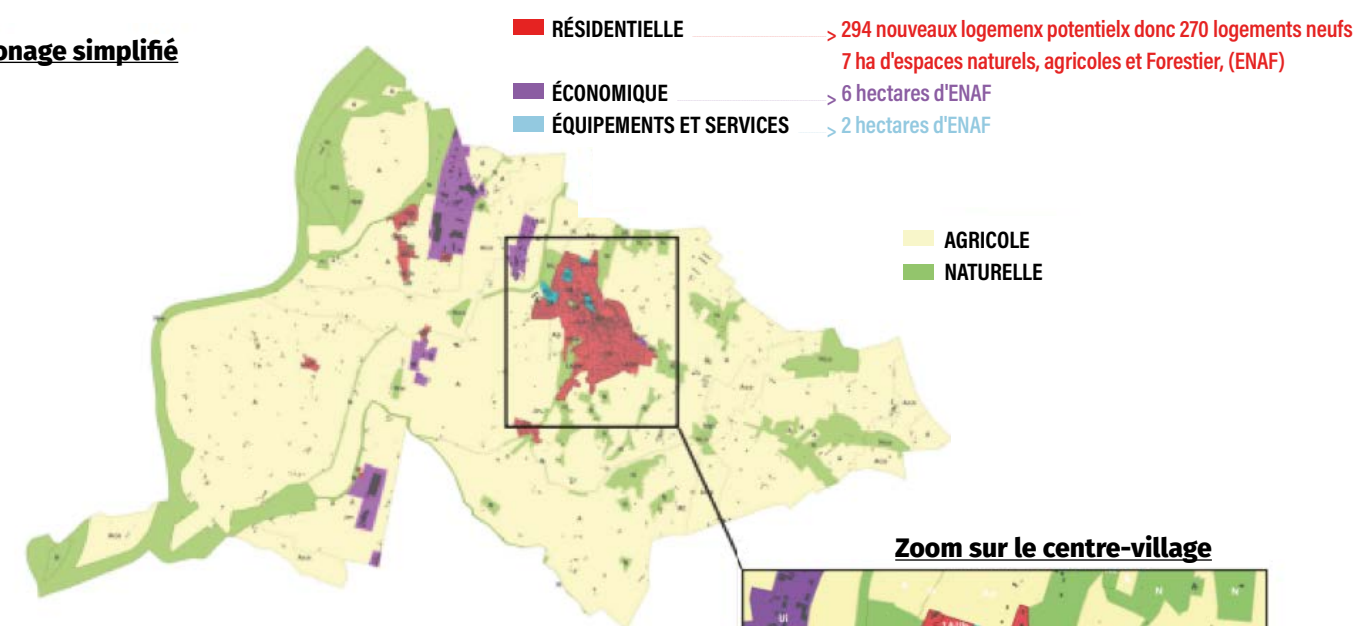 onage simplifié
RÉSIDENTIELLE > 294 nouveaux logemenx potentielx donc 270 logements neufs
7 ha d'espaces naturels, agricoles et Forestier, (ENAF)
ÉCONOMIQUE > 6 hectares d'ENAF
ÉQUIPEMENTS ET SERVICES > 2 hectares d'ENAF
AGRICOLE
NATURELLE
Zoom sur le centre-village
UI
N
A
N